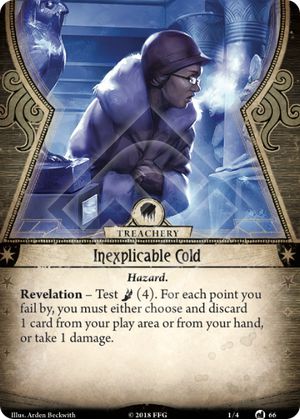 TREACHERY
Inexplicable Cold
Hazard.
Revelation – Test (4). For each point you
fail by, you must either choose and discard
1 card from your play area or from your hand,
or take 1 damage.
Illus. Arden Beckwith © 2018 FFG 1/4 66